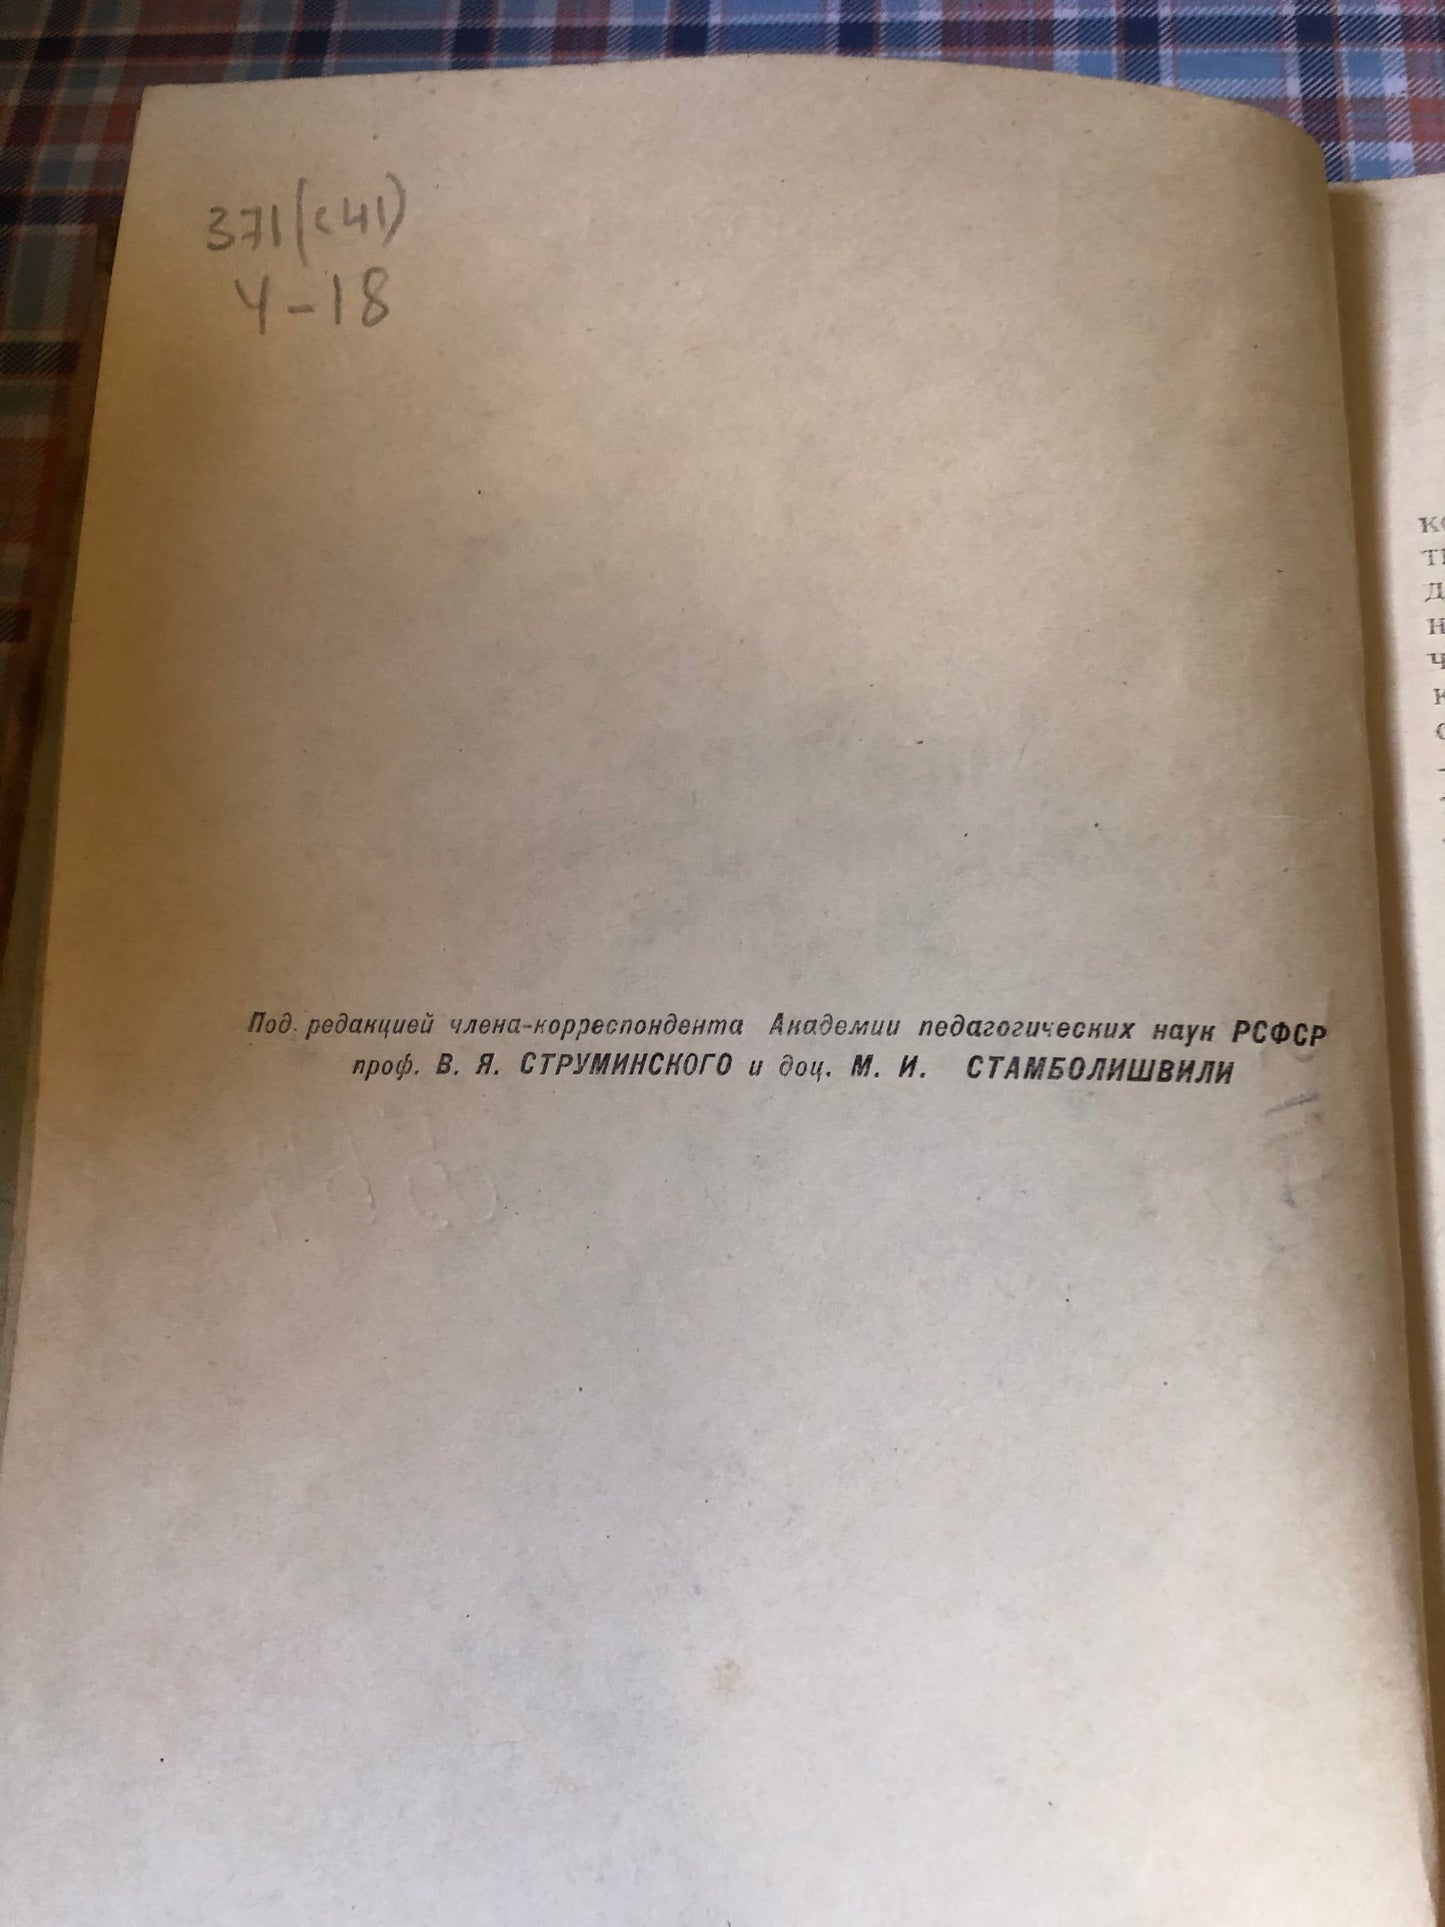 371(с41)
У-18
Под редакцией члена-корреспондента Академии педагогических наук РСФСР
проф. В. Я. СТРУМИНСКОГО и доц. М. И. СТАМБОЛИШВИЛИ